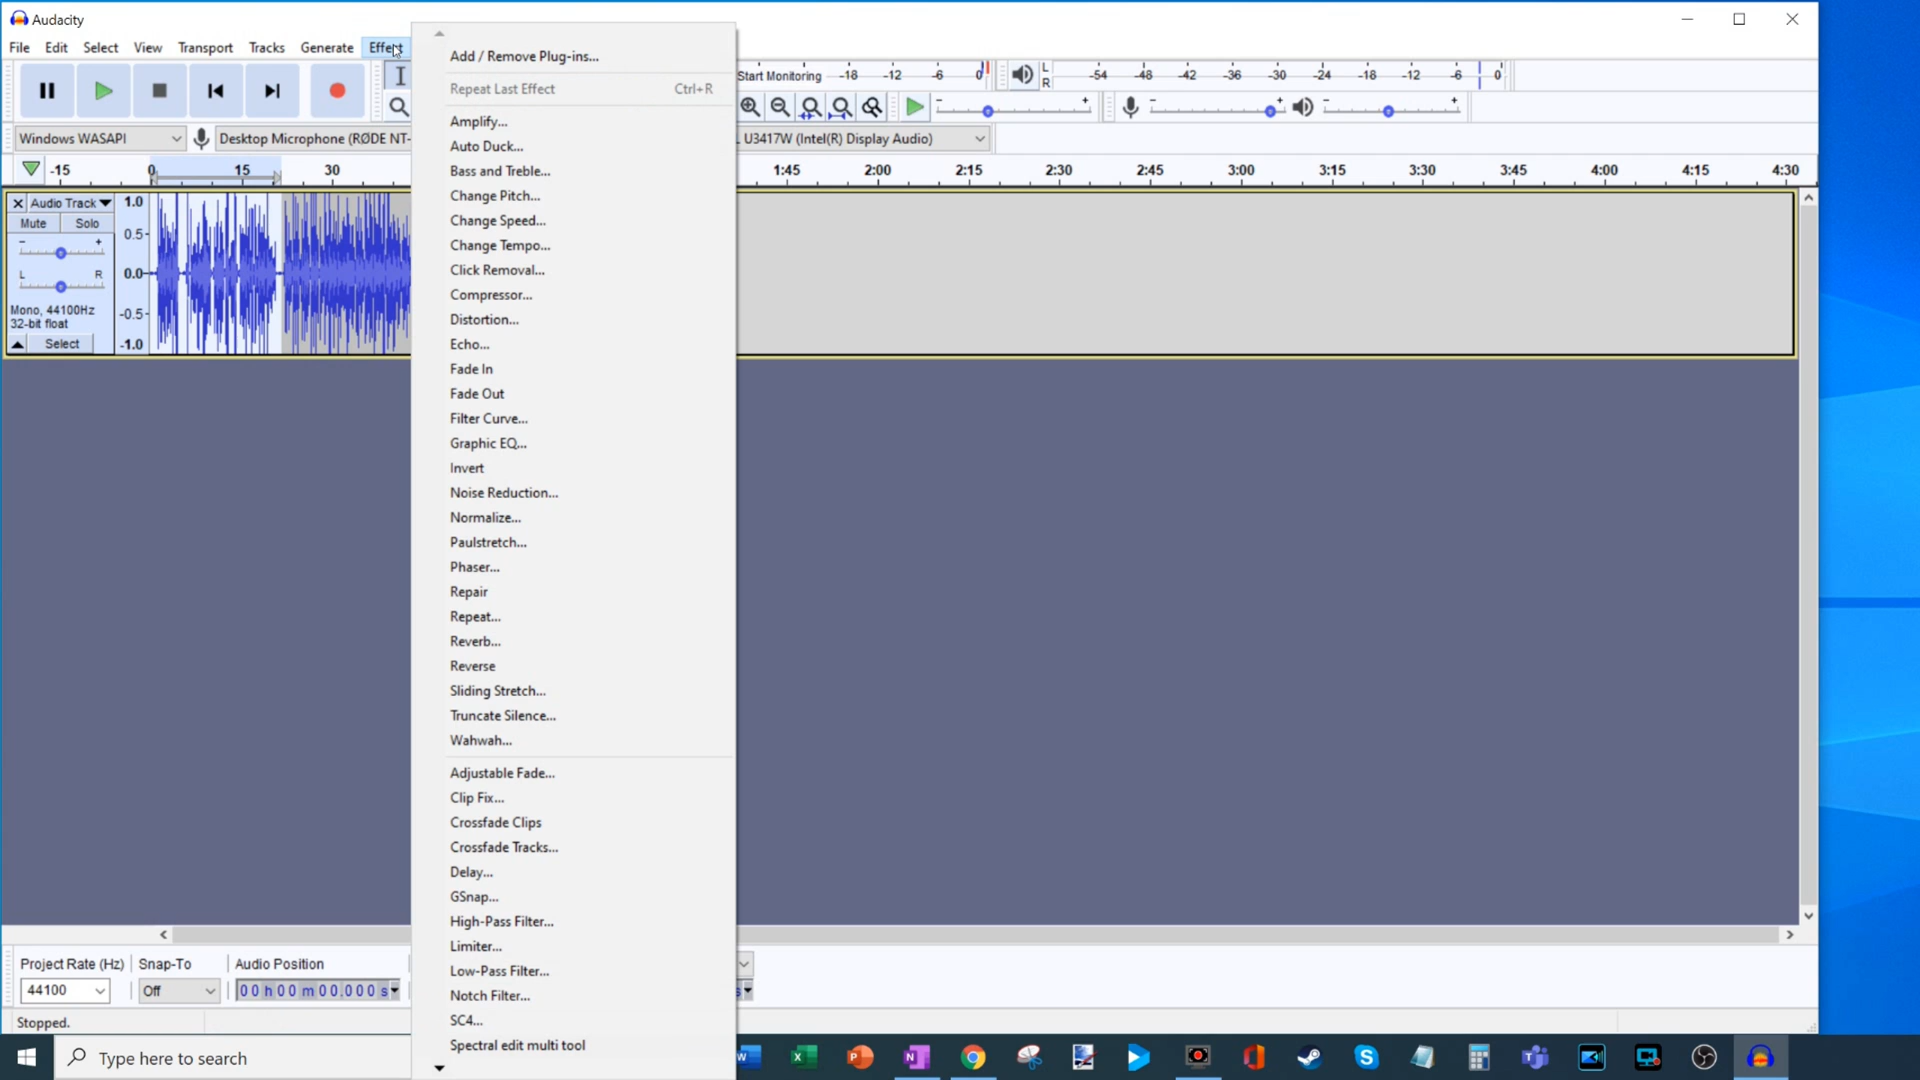 Audacity
File Edit Select View Transport Tracks Generate Effect
Add / Remove Plug-ins...
Repeat Last Effect Ctrl+R
Amplify...
Auto Duck...
Bass and Treble...
Change Pitch...
Change Speed...
Change Tempo...
Click Removal...
Compressor...
Distortion...
Echo...
Fade In
Fade Out
Filter Curve...
Graphic EQ...
Invert
Noise Reduction...
Normalize...
Paulstretch...
Phaser...
Repair
Repeat...
Reverb...
Reverse
Sliding Stretch...
Truncate Silence...
Wahwah...
Adjustable Fade...
Clip Fix...
Crossfade Clips
Crossfade Tracks...
Delay...
GSnap...
High-Pass Filter...
Limiter...
Low-Pass Filter...
Notch Filter...
SC4...
Spectral edit multi tool
Start Monitoring -18 -12 -6 0
L
R
-54 -48 -42 -36 -30 -24 -18 -12 -6 0
- + - + - +
Windows WASAPI
Desktop Microphone (RØDE NT-
U3417W (Intel(R) Display Audio)
-15 0 15 30
1:45 2:00 2:15 2:30 2:45 3:00 3:15 3:30 3:45 4:00 4:15 4:30
Audio Track
Mute Solo
- +
L R
Mono, 44100Hz
32-bit float
Select
1.0
0.5
0.0
-0.5
-1.0
Project Rate (Hz) Snap-To Audio Position
44100 Off 00 h 00 m 00.000 s
s
Stopped.
Type here to search